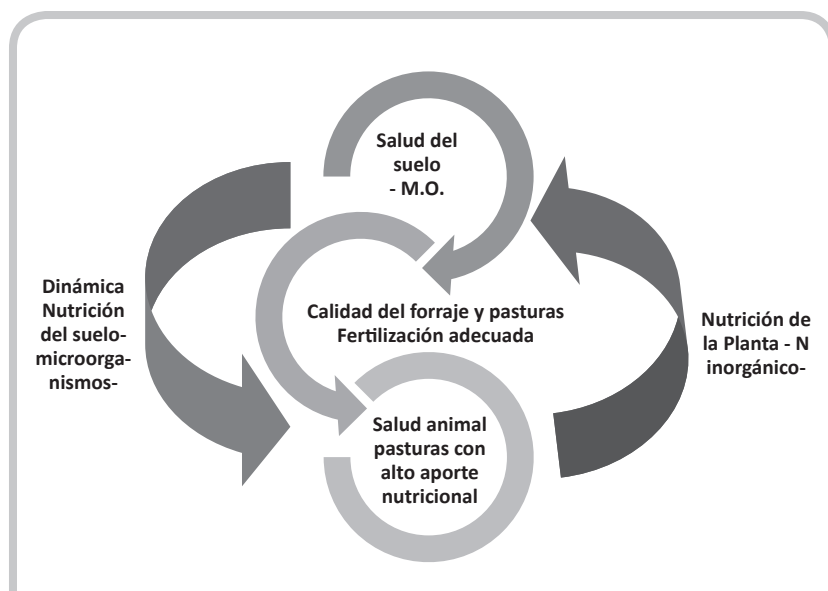 Salud del
suelo
- M.O.
Dinámica
Nutrición
del suelo-
microorga-
nismos-
Calidad del forraje y pasturas
Fertilización adecuada
Nutrición de
la Planta - N
inorgánico-
Salud animal
pasturas con
alto aporte
nutricional